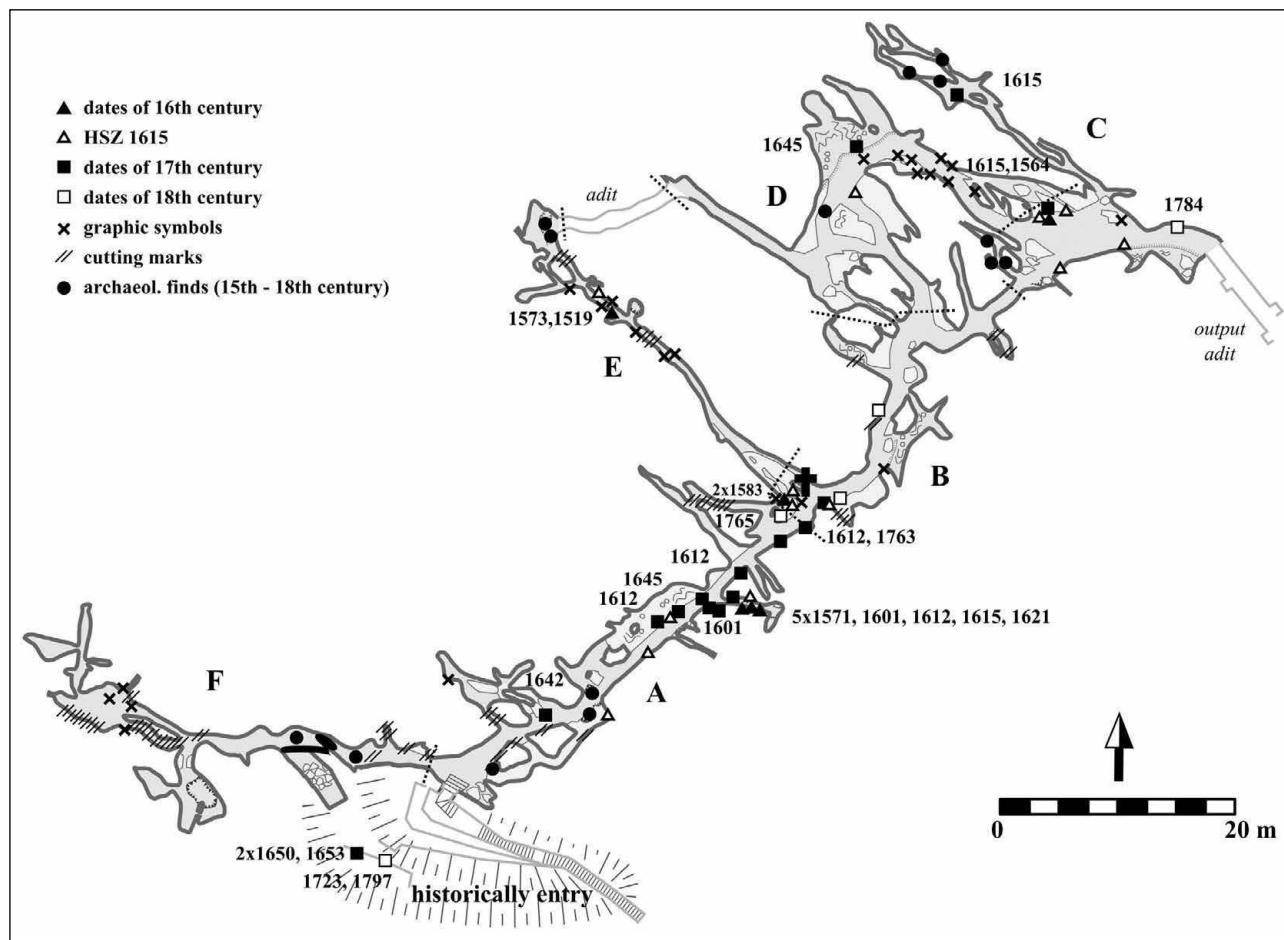 dates of 16th century
HSZ 1615
dates of 17th century
dates of 18th century
graphic symbols
cutting marks
archaeol. finds (15th - 18th century)
1615
C
1645
1615,1564
adit
D
1784
1573,1519
output
adit
E
B
2x1583
1765
1612, 1763
1612
1645
1612
1601
5x1571, 1601, 1612, 1615, 1621
F
1642
A
2x1650, 1653
1723, 1797
historically entry
0
20 m